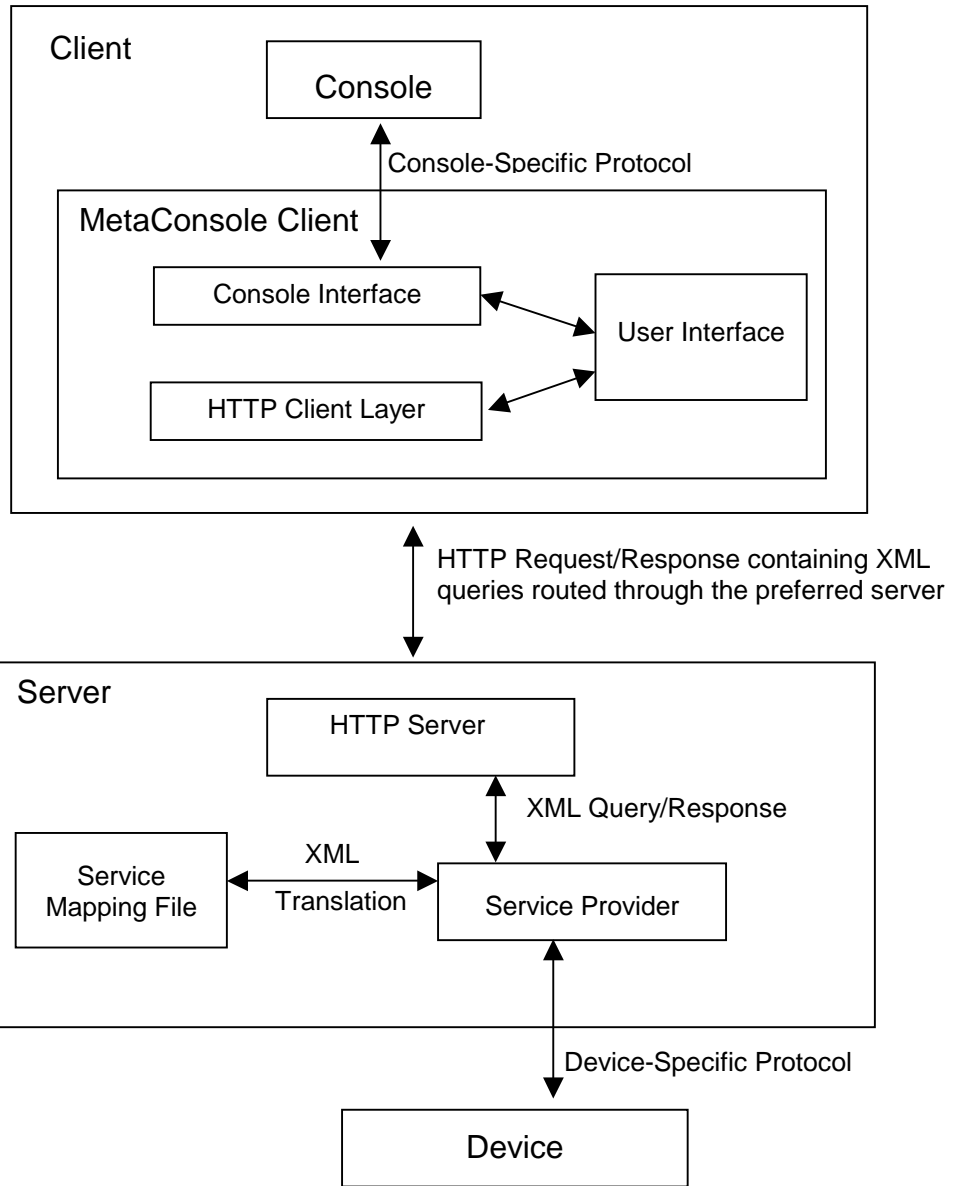 Client
Console
Console-Specific Protocol
MetaConsole Client
Console Interface
User Interface
HTTP Client Layer
HTTP Request/Response containing XML
queries routed through the preferred server
Server
HTTP Server
XML Query/Response
XML
Translation
Service
Mapping File
Service Provider
Device-Specific Protocol
Device